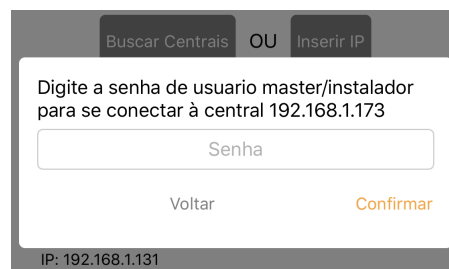 Buscar Centrais OU Inserir IP
Digite a senha de usuario master/instalador
para se conectar à central 192.168.1.173
Senha
Voltar Confirmar
IP: 192.168.1.131